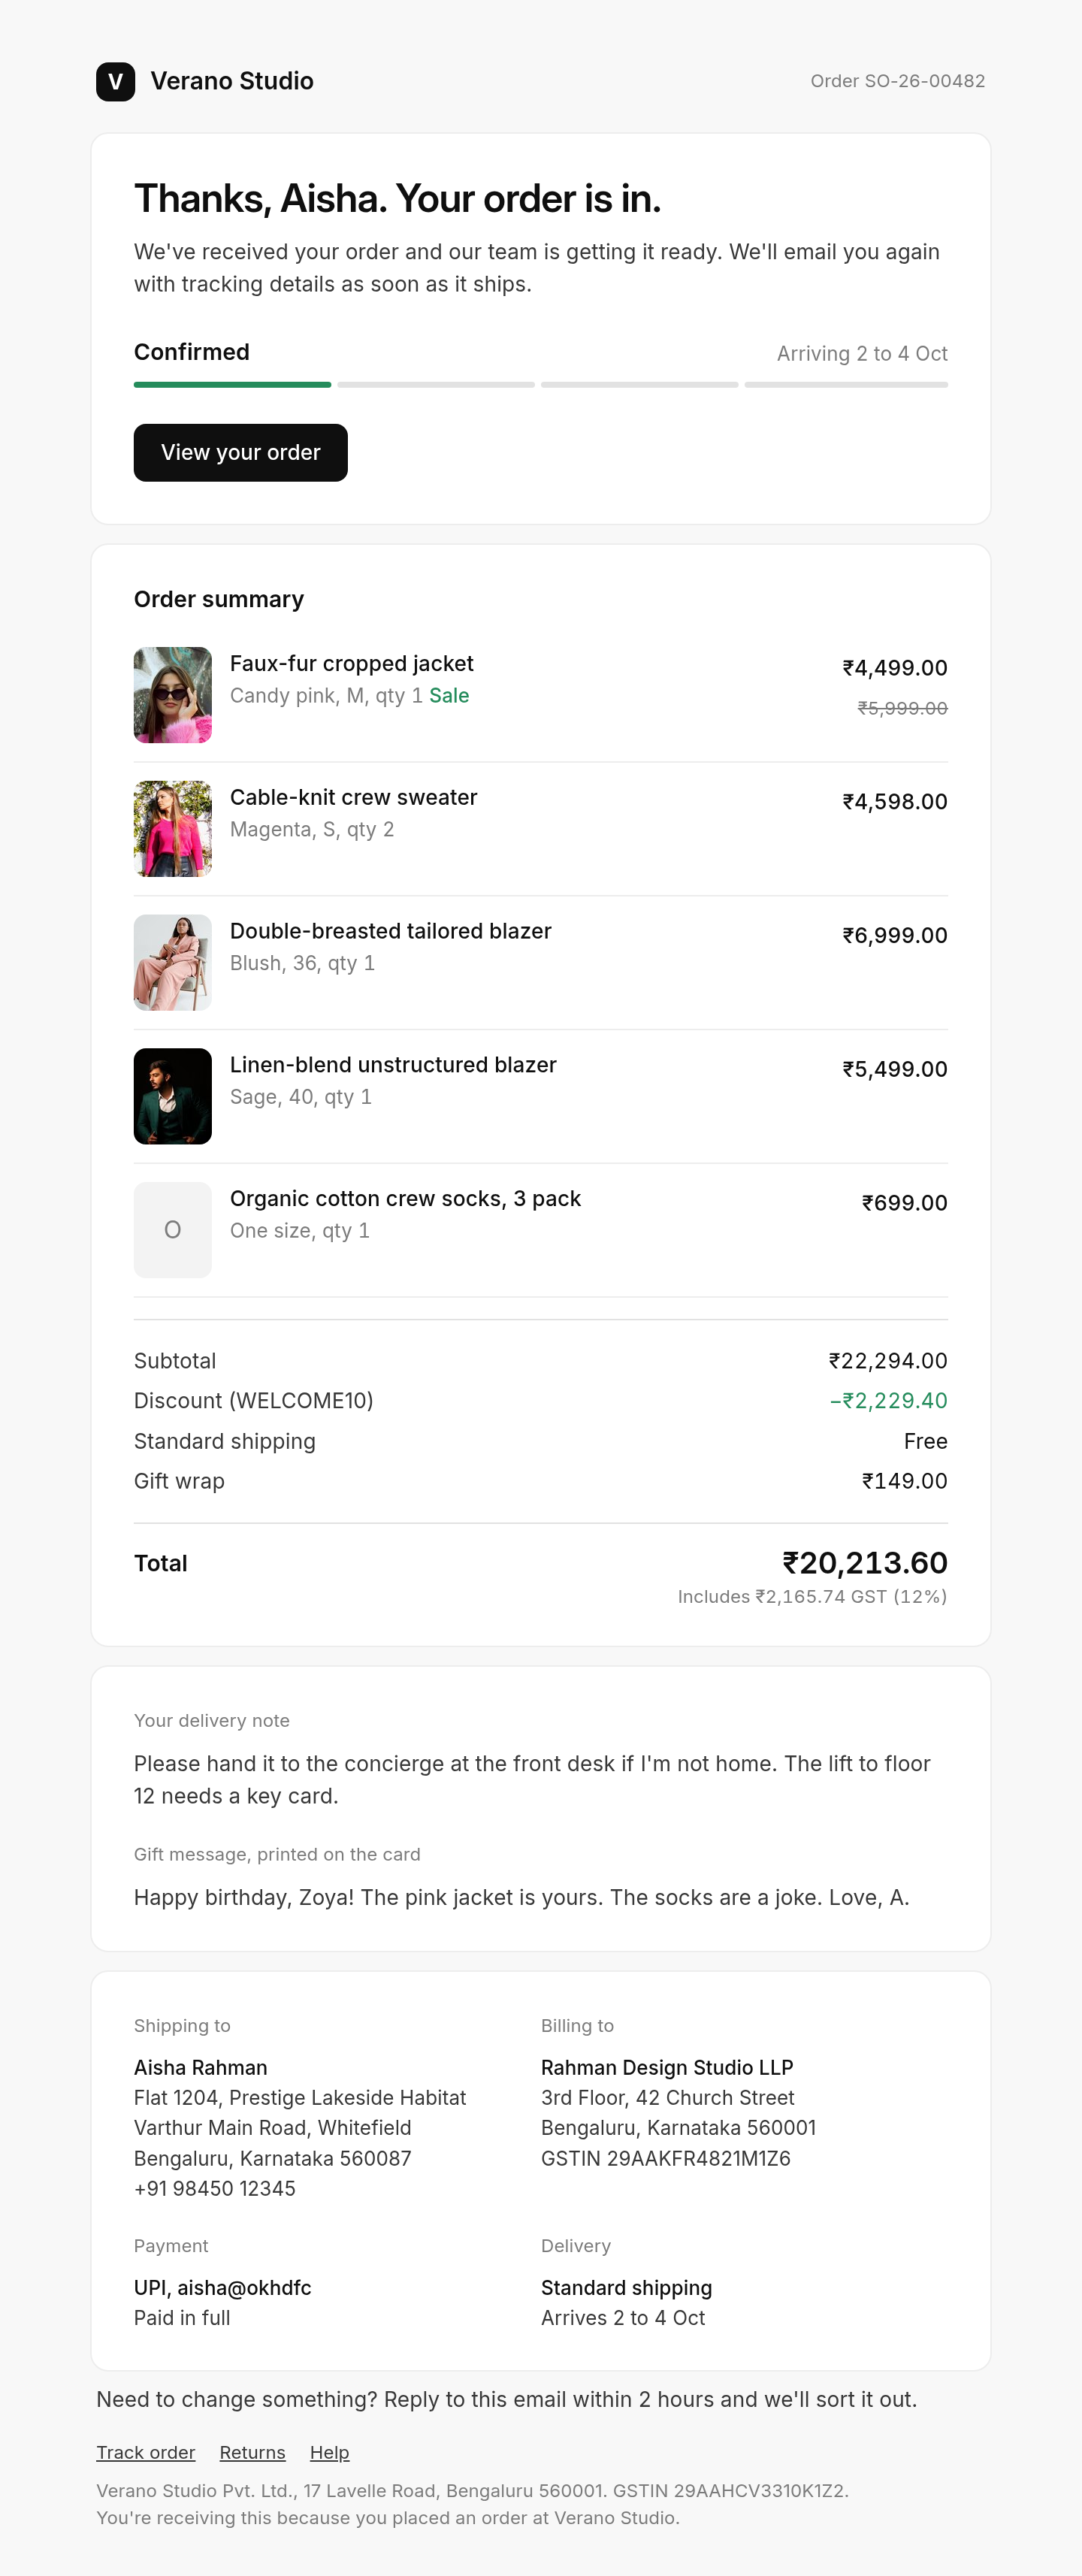 V Verano Studio
Order SO-26-00482
Thanks, Aisha. Your order is in.
We've received your order and our team is getting it ready. We'll email you again
with tracking details as soon as it ships.
Confirmed
Arriving 2 to 4 Oct
View your order
Order summary
Faux-fur cropped jacket
₹4,499.00
Candy pink, M, qty 1 Sale
₹5,999.00
Cable-knit crew sweater
₹4,598.00
Magenta, S, qty 2
Double-breasted tailored blazer
₹6,999.00
Blush, 36, qty 1
Linen-blend unstructured blazer
₹5,499.00
Sage, 40, qty 1
O
Organic cotton crew socks, 3 pack
₹699.00
One size, qty 1
Subtotal
₹22,294.00
Discount (WELCOME10)
−₹2,229.40
Standard shipping
Free
Gift wrap
₹149.00
Total
₹20,213.60
Includes ₹2,165.74 GST (12%)
Your delivery note
Please hand it to the concierge at the front desk if I'm not home. The lift to floor
12 needs a key card.
Gift message, printed on the card
Happy birthday, Zoya! The pink jacket is yours. The socks are a joke. Love, A.
Shipping to
Aisha Rahman
Flat 1204, Prestige Lakeside Habitat
Varthur Main Road, Whitefield
Bengaluru, Karnataka 560087
+91 98450 12345
Billing to
Rahman Design Studio LLP
3rd Floor, 42 Church Street
Bengaluru, Karnataka 560001
GSTIN 29AAKFR4821M1Z6
Payment
UPI, aisha@okhdfc
Paid in full
Delivery
Standard shipping
Arrives 2 to 4 Oct
Need to change something? Reply to this email within 2 hours and we'll sort it out.
Track order Returns Help
Verano Studio Pvt. Ltd., 17 Lavelle Road, Bengaluru 560001. GSTIN 29AAHCV3310K1Z2.
You're receiving this because you placed an order at Verano Studio.